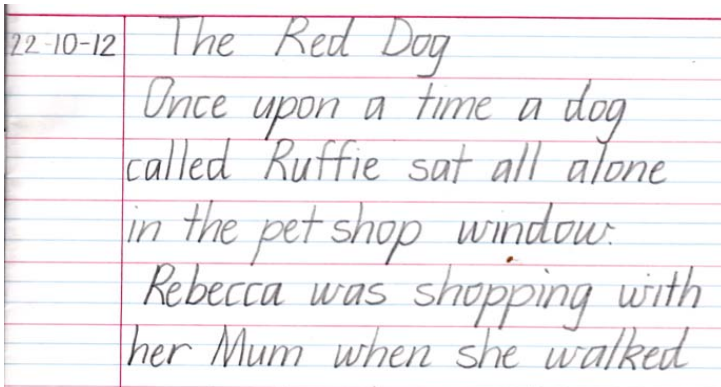 22-10-12 The Red Dog
Once upon a time a dog
called Ruffie sat all alone
in the pet shop window.
Rebecca was shopping with
her Mum when she walked